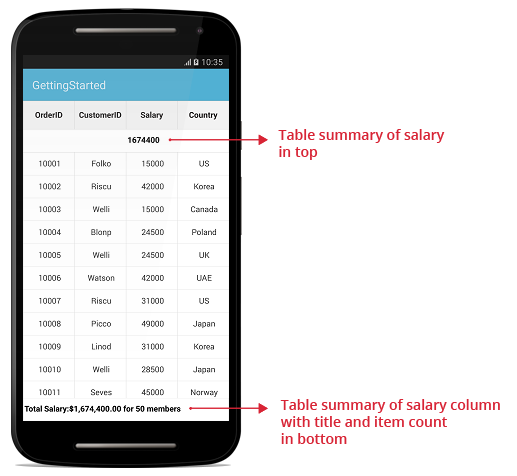 10:35
GettingStarted
OrderID CustomerID Salary Country
1674400
Table summary of salary
in top
10001 Folko 15000 US
10002 Riscu 42000 Korea
10003 Welli 15000 Canada
10004 Blonp 24500 Poland
10005 Welli 24500 UK
10006 Watson 42000 UAE
10007 Riscu 31000 US
10008 Picco 49000 Japan
10009 Linod 31000 Korea
10010 Welli 28500 Japan
10011 Seves 45000 Norway
Total Salary:$1,674,400.00 for 50 members
Table summary of salary column
with title and item count
in bottom